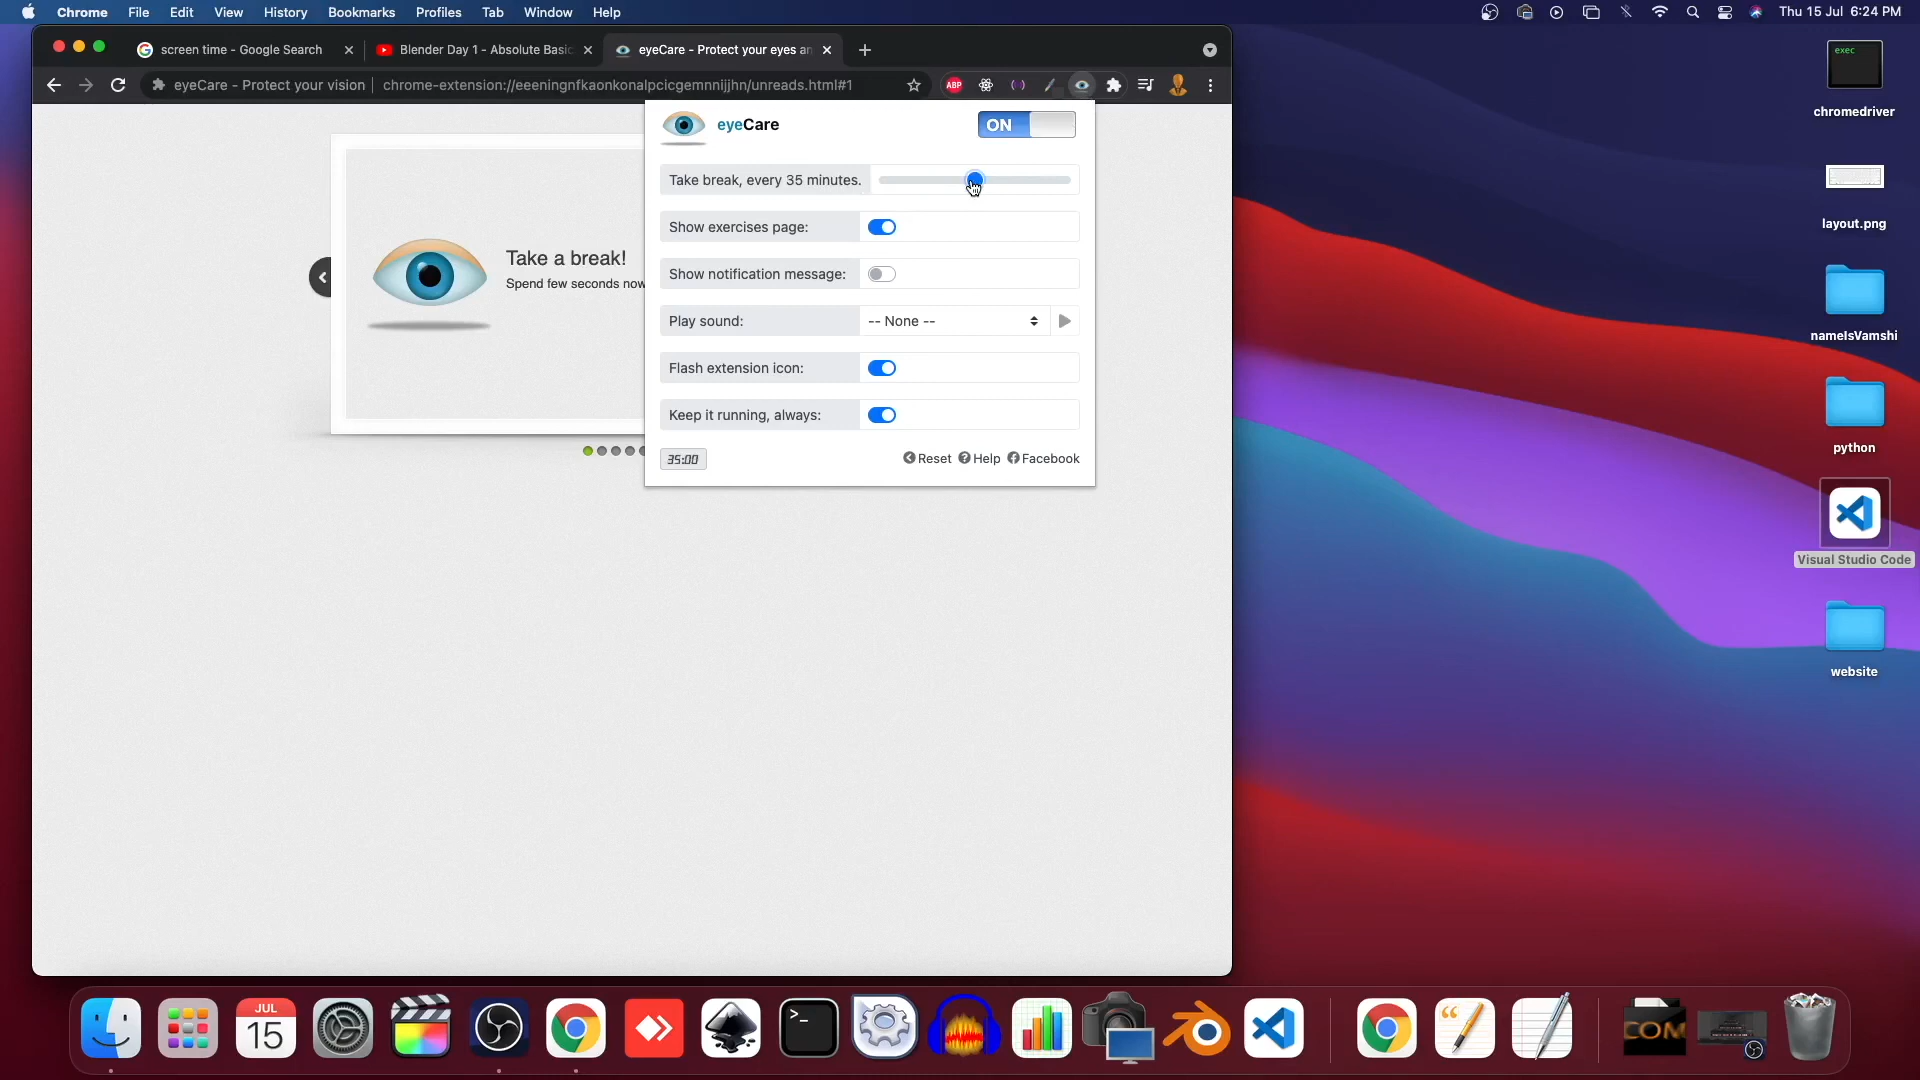 Chrome File Edit View History Bookmarks Profiles Tab Window Help Thu 15 Jul 6:24 PM
screen time - Google Search Blender Day 1 - Absolute Basic eyeCare - Protect your eyes an
eyeCare - Protect your vision chrome-extension://eeeningnfkaonkonalpcicgemnnijjhn/unreads.html#1
ABP
exec
chromedriver
eyeCare
ON
Take break, every 35 minutes.
Show exercises page:
Show notification message:
Play sound: -- None --
Flash extension icon:
Keep it running, always:
35:00
Reset Help Facebook
Take a break!
Spend few seconds now
layout.png
nameIsVamshi
python
Visual Studio Code
website
JUL
15
>_
COM